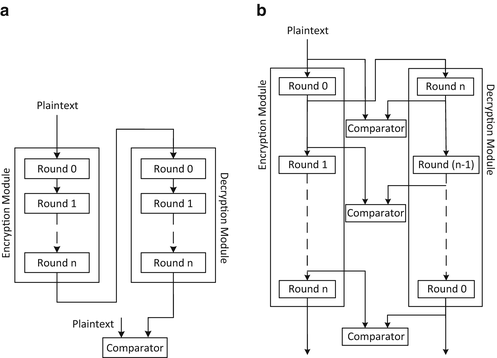 a
Plaintext
Encryption Module
Round 0
Round 1
Round n
Round 0
Round 1
Round n
Decryption Module
Plaintext
Comparator
b
Plaintext
Encryption Module
Round 0
Round n
Comparator
Round 1
Round (n-1)
Comparator
Round n
Round 0
Comparator
Decryption Module